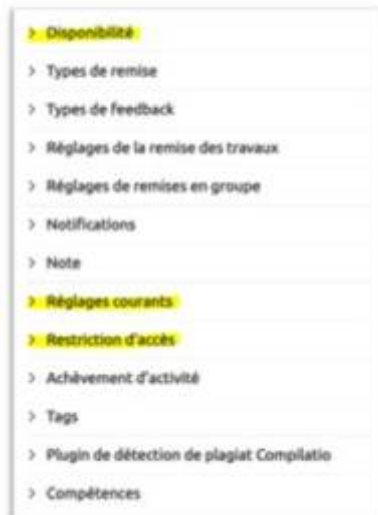 > Disponibilité
> Types de remise
> Types de feedback
> Réglages de la remise des travaux
> Réglages de remises en groupe
> Notifications
> Note
> Réglages courants
> Restriction d'accès
> Achèvement d'activité
> Tags
> Plugin de détection de plagiat Compilatio
> Compétences